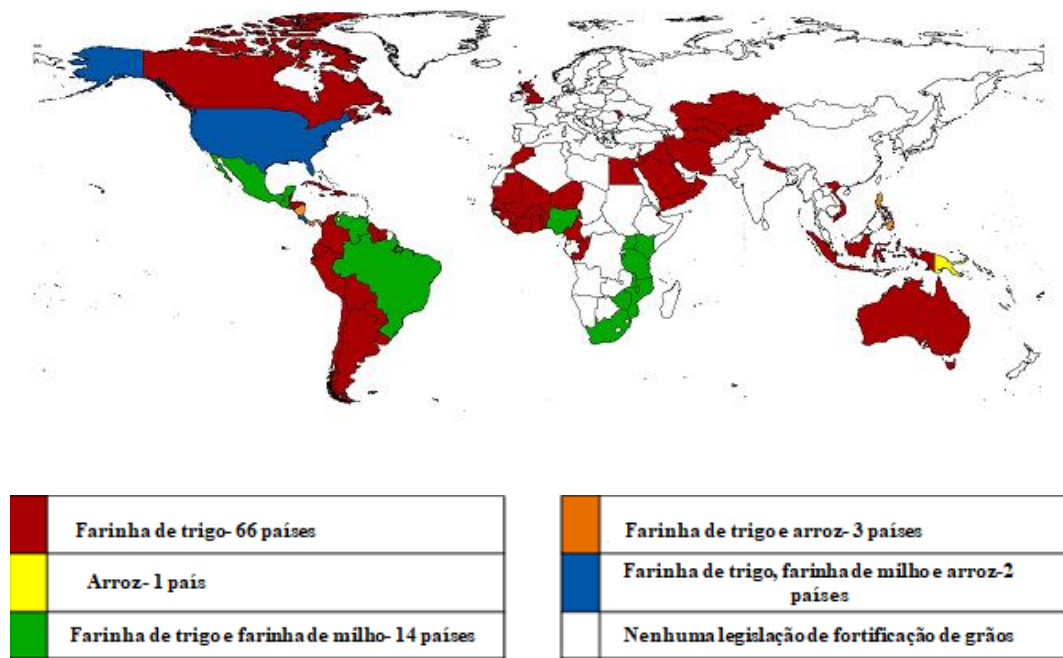 Farinha de trigo- 66 países
Arroz- 1 país
Farinha de trigo e farinha de milho- 14 países
Farinha de trigo e arroz- 3 países
Farinha de trigo, farinha de milho e arroz-2
países
Nenhuma legislação de fortificação de grãos